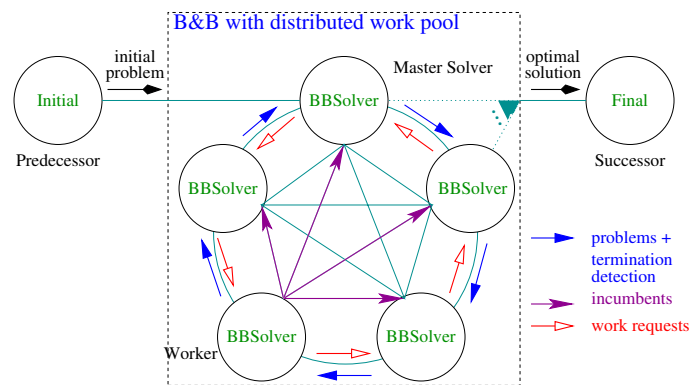 B&B with distributed work pool
initial
problem
optimal
solution
Master Solver
Initial
BBSolver
Final
Predecessor
Successor
BBSolver
BBSolver
problems +
termination
detection
incumbents
work requests
BBSolver
BBSolver
Worker